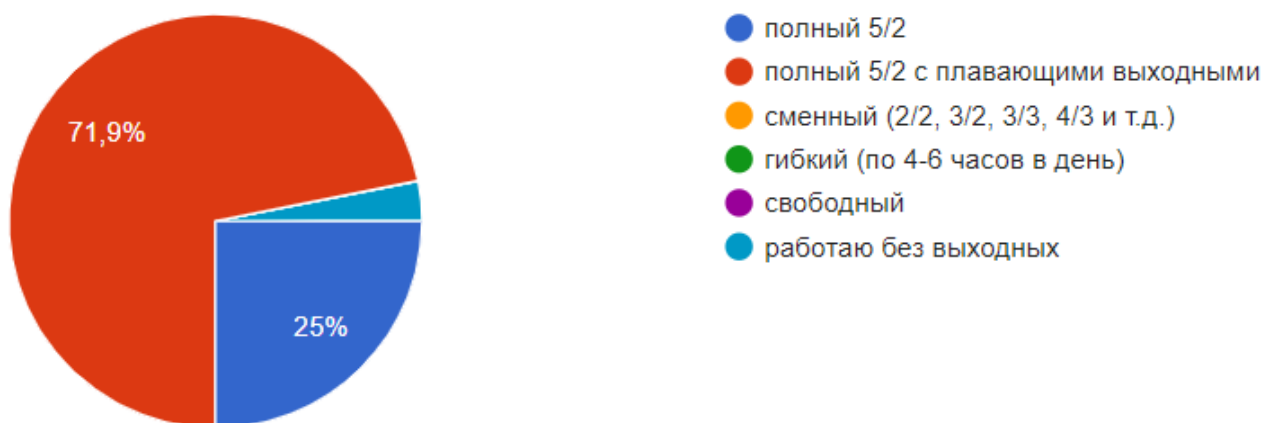 полный 5/2
полный 5/2 с плавающими выходными
71,9%
сменный (2/2, 3/2, 3/3, 4/3 и т.д.)
гибкий (по 4-6 часов в день)
свободный
работаю без выходных
25%